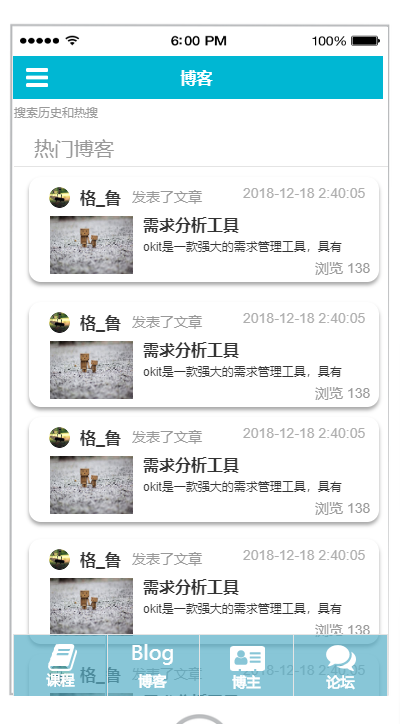 6:00 PM 100%
博客
搜索历史和热搜
热门博客
格_鲁 发表了文章 2018-12-18 2:40:05
需求分析工具
okit是一款强大的需求管理工具，具有
浏览 138
格_鲁 发表了文章 2018-12-18 2:40:05
需求分析工具
okit是一款强大的需求管理工具，具有
浏览 138
格_鲁 发表了文章 2018-12-18 2:40:05
需求分析工具
okit是一款强大的需求管理工具，具有
浏览 138
格_鲁 发表了文章 2018-12-18 2:40:05
需求分析工具
okit是一款强大的需求管理工具，具有
浏览 138
格_鲁 发表了文章 2018-12-18 2:40:05
Blog
课程 博客 博主 论坛